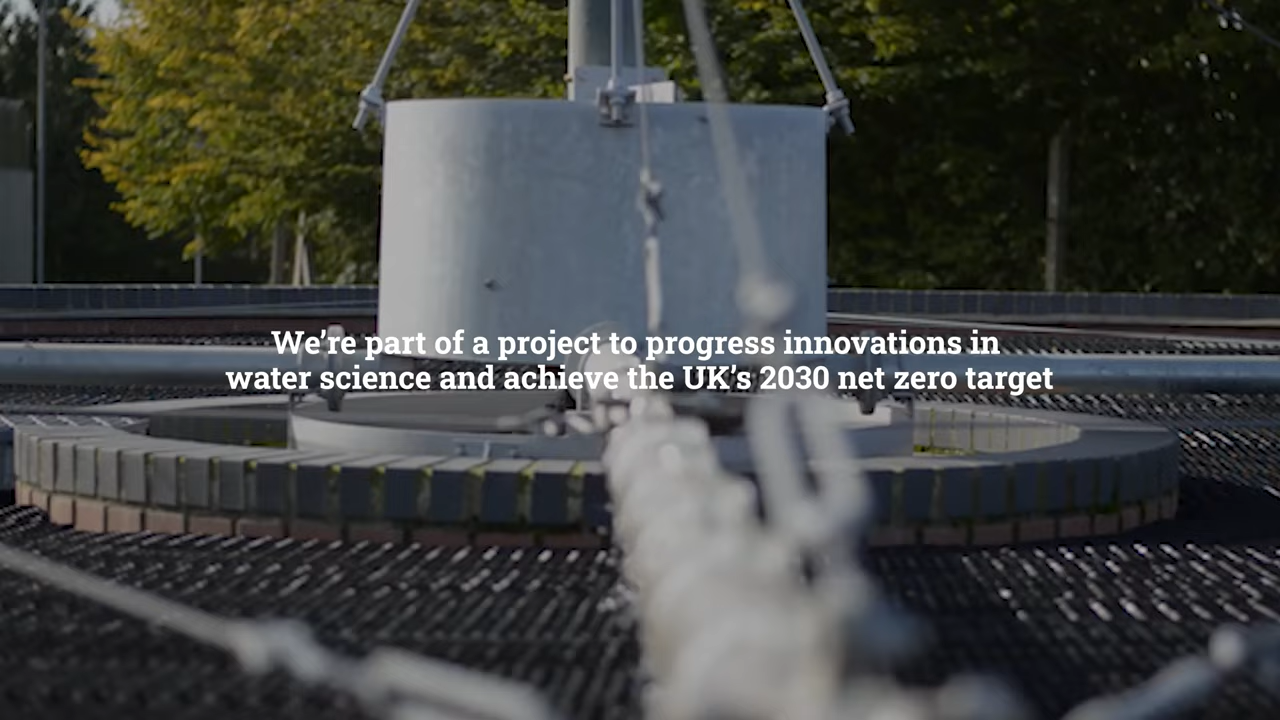 We’re part of a project to progress innovations in
water science and achieve the UK’s 2030 net zero target